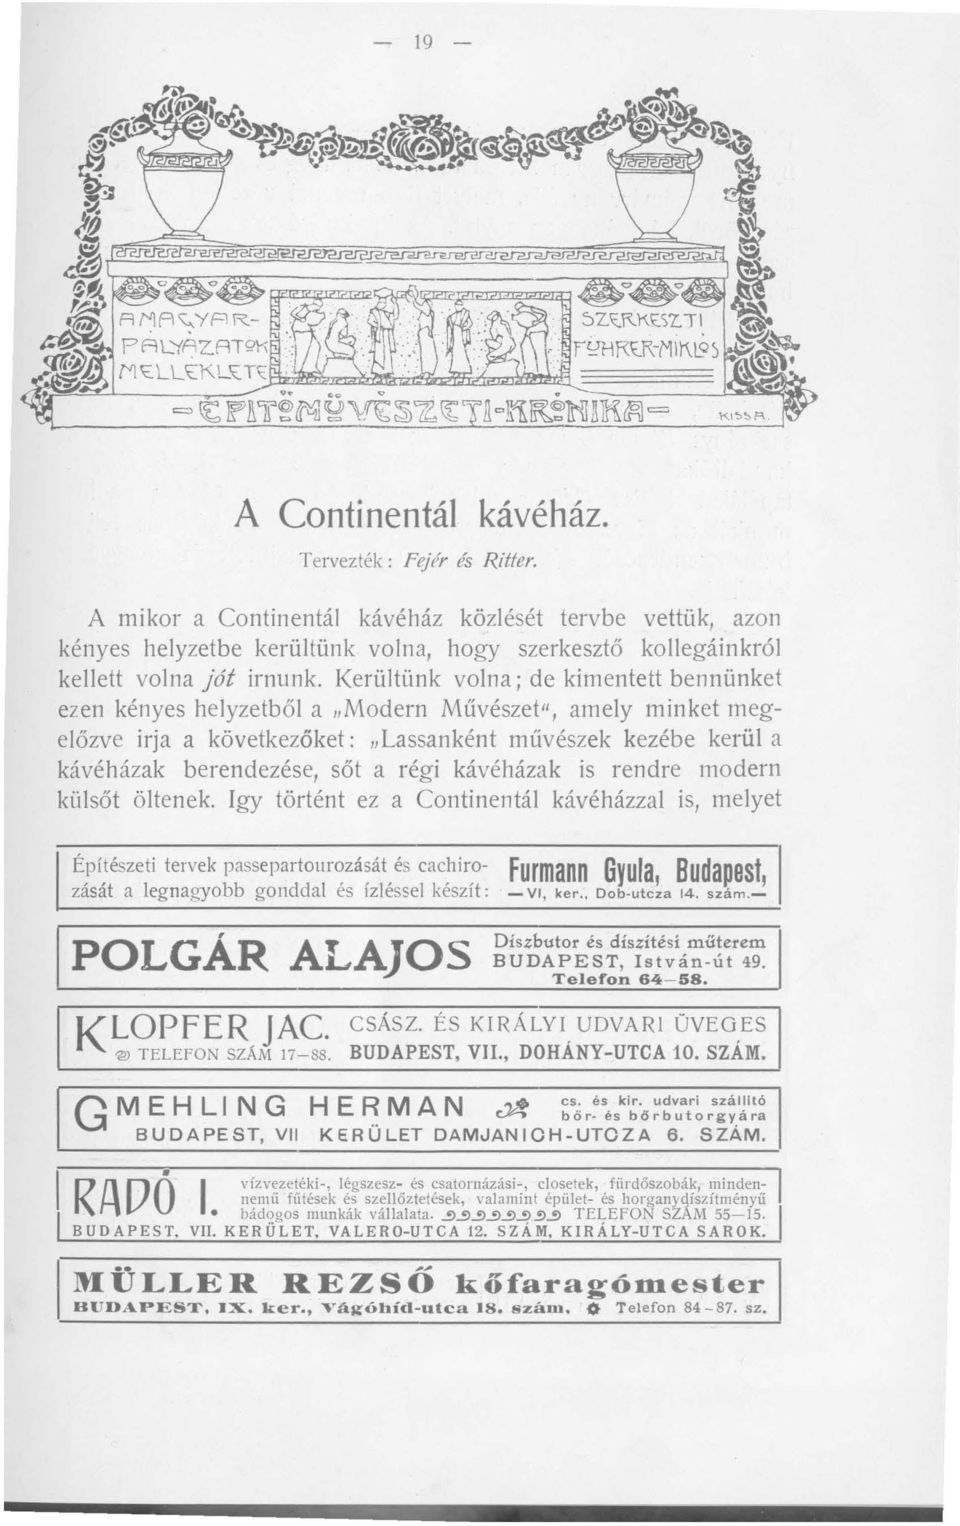 — 19 —
A MAGYAR-
PALYAZATOK
MELLEKLETE
SZERKESZTI
FÜHRER-MIKLOS
ÉPITŐMŰVÉSZETI-KRÓNIKA
KISS A.
A Continentál kávéház.
Tervezték: Fejér és Ritter.
A mikor a Continentál kávéház közlését tervbe vettük, azon
kényes helyzetbe kerültünk volna, hogy szerkesztő kollegáinkról
kellett volna jót irnunk. Kerültünk volna; de kimentett bennünket
ezen kényes helyzetből a „Modern Művészet", amely minket meg-
előzve irja a következőket: „Lassanként művészek kezébe kerül a
kávéházak berendezése, sőt a régi kávéházak is rendre modern
külsőt öltenek. Igy történt ez a Continentál kávéházzal is, melyet
Építészeti tervek passepartourozását és cachiro-
zását a legnagyobb gonddal és ízléssel készít:
Furmann Gyula, Budapest,
— VI, ker., Dob-utcza 14. szám.—
POLGÁR ALAJOS
Díszbutor és díszítési műterem
BUDAPEST, István-út 49.
Telefon 64—58.
KLOPFER JAC.
TELEFON SZÁM 17—88.
CSÁSZ. ÉS KIRÁLYI UDVARI ÜVEGES
BUDAPEST, VII., DOHÁNY-UTCA 10. SZÁM.
GMEHLING HERMAN
cs. és kir. udvari szállitó
bőr- és bőrbutorgyára
BUDAPEST, VII KERÜLET DAMJANICH-UTCZA 6. SZÁM.
RADÓ I.
vízvezetéki-, légszesz- és csatornázási-, closetek, fürdőszobák, minden-
nemű fűtések és szellőztetések, valamint épület- és horganydíszítményű
bádogos munkák vállalata. TELEFON SZÁM 55—15.
BUDAPEST, VII. KERÜLET, VALERO-UTCA 12. SZÁM, KIRÁLY-UTCA SAROK.
MÜLLER REZSŐ kőfaragómester
BUDAPEST, IX. ker., Vágóhíd-utca 18. szám. Telefon 84–87. sz.